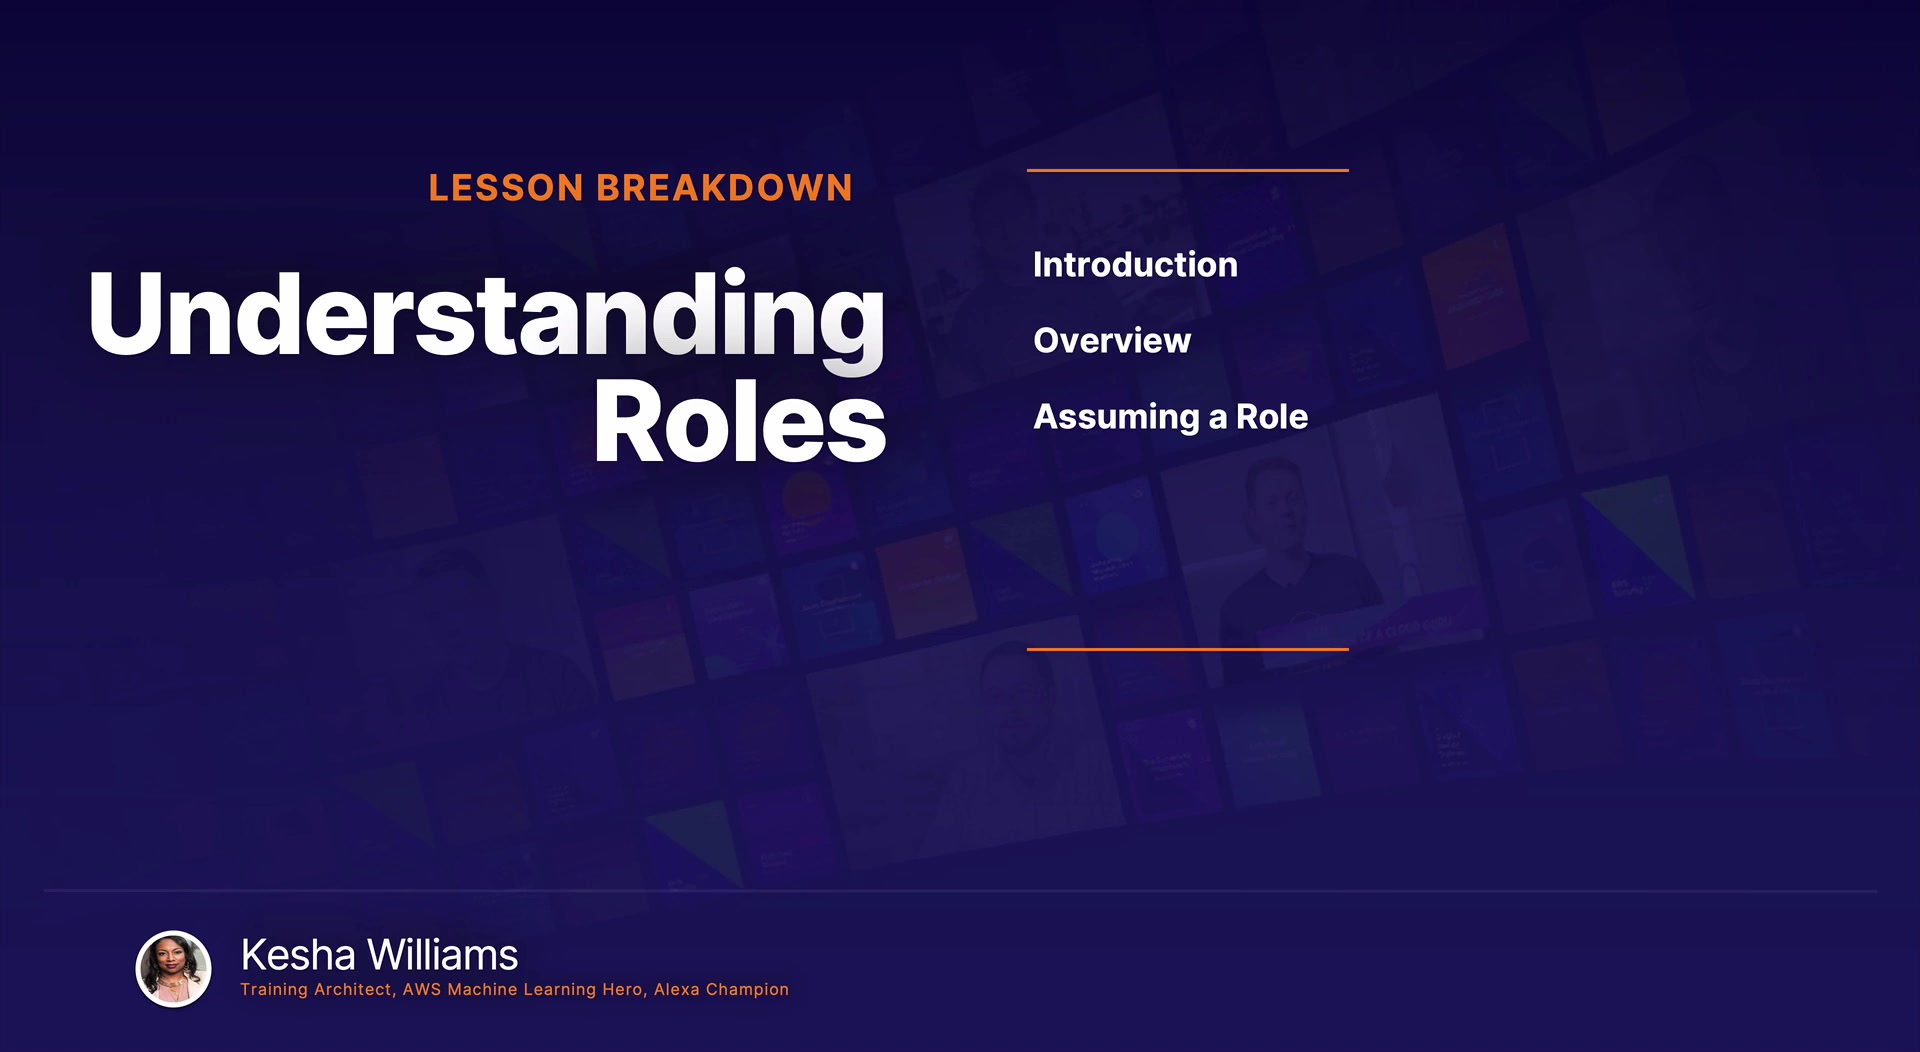 LESSON BREAKDOWN
Understanding
Roles
Introduction
Overview
Assuming a Role
Kesha Williams
Training Architect, AWS Machine Learning Hero, Alexa Champion